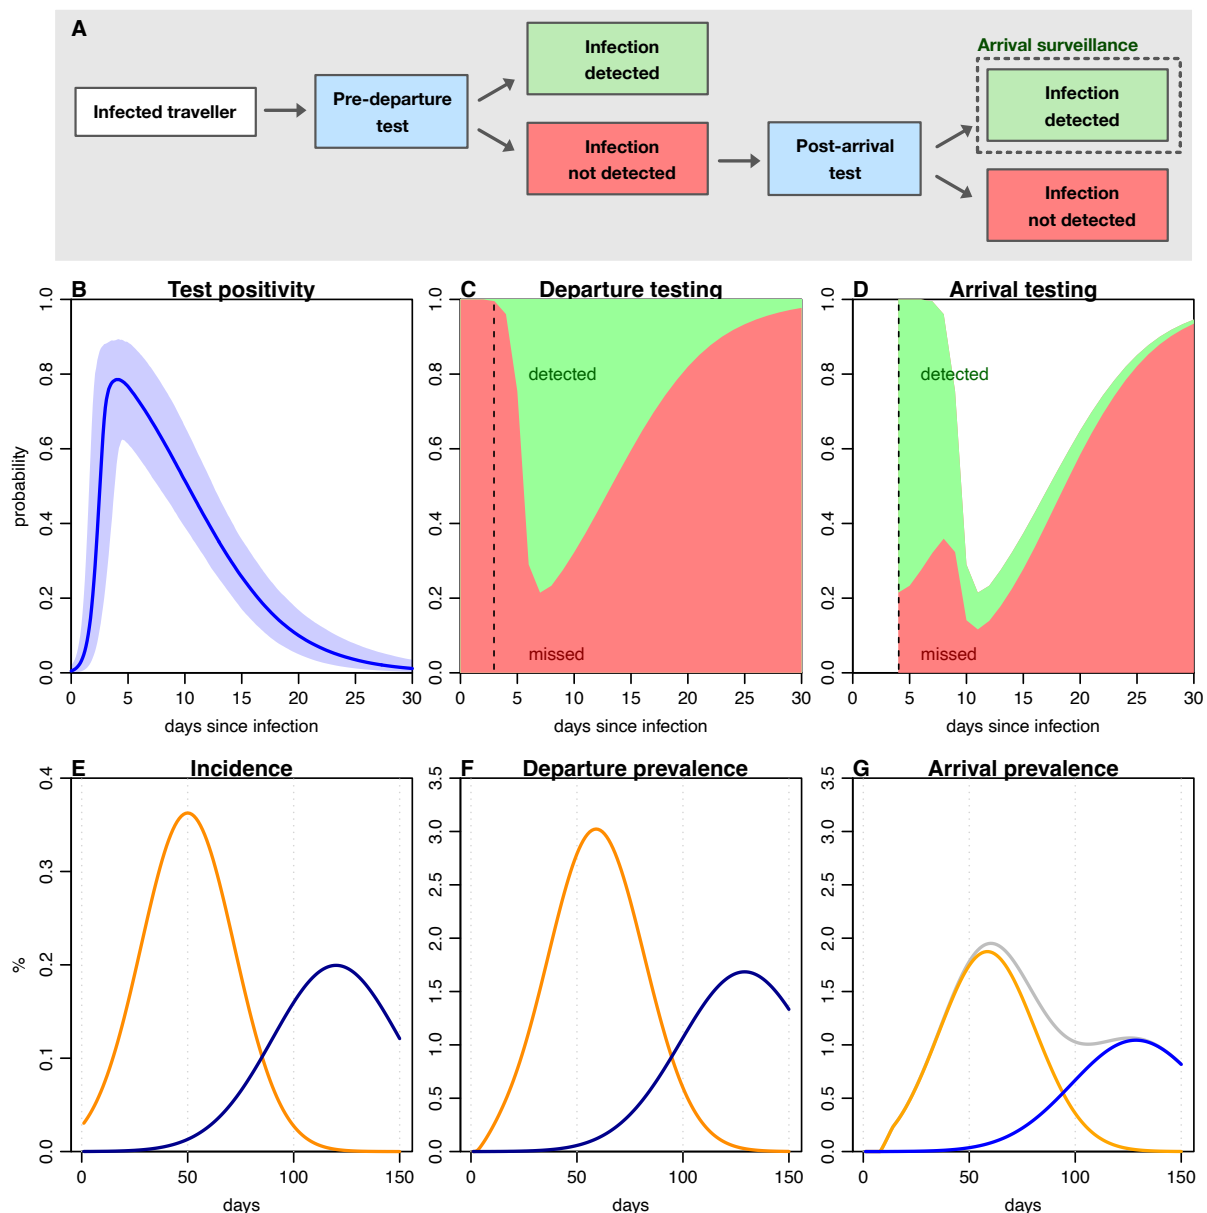 A
Infected traveller
Pre-departure
test
Infection
detected
Infection
not detected
Post-arrival
test
Arrival surveillance
Infection
detected
Infection
not detected
B
Test positivity
probability
1.0
0.8
0.6
0.4
0.2
0.0
0 5 10 15 20 25 30
days since infection
C
Departure testing
1.0
0.8
0.6
0.4
0.2
0.0
detected
missed
0 5 10 15 20 25 30
days since infection
D
Arrival testing
1.0
0.8
0.6
0.4
0.2
0.0
detected
missed
0 5 10 15 20 25 30
days since infection
E
Incidence
%
0.4
0.3
0.2
0.1
0.0
0 50 100 150
days
F
Departure prevalence
3.5
3.0
2.5
2.0
1.5
1.0
0.5
0.0
0 50 100 150
days
G
Arrival prevalence
3.5
3.0
2.5
2.0
1.5
1.0
0.5
0.0
0 50 100 150
days